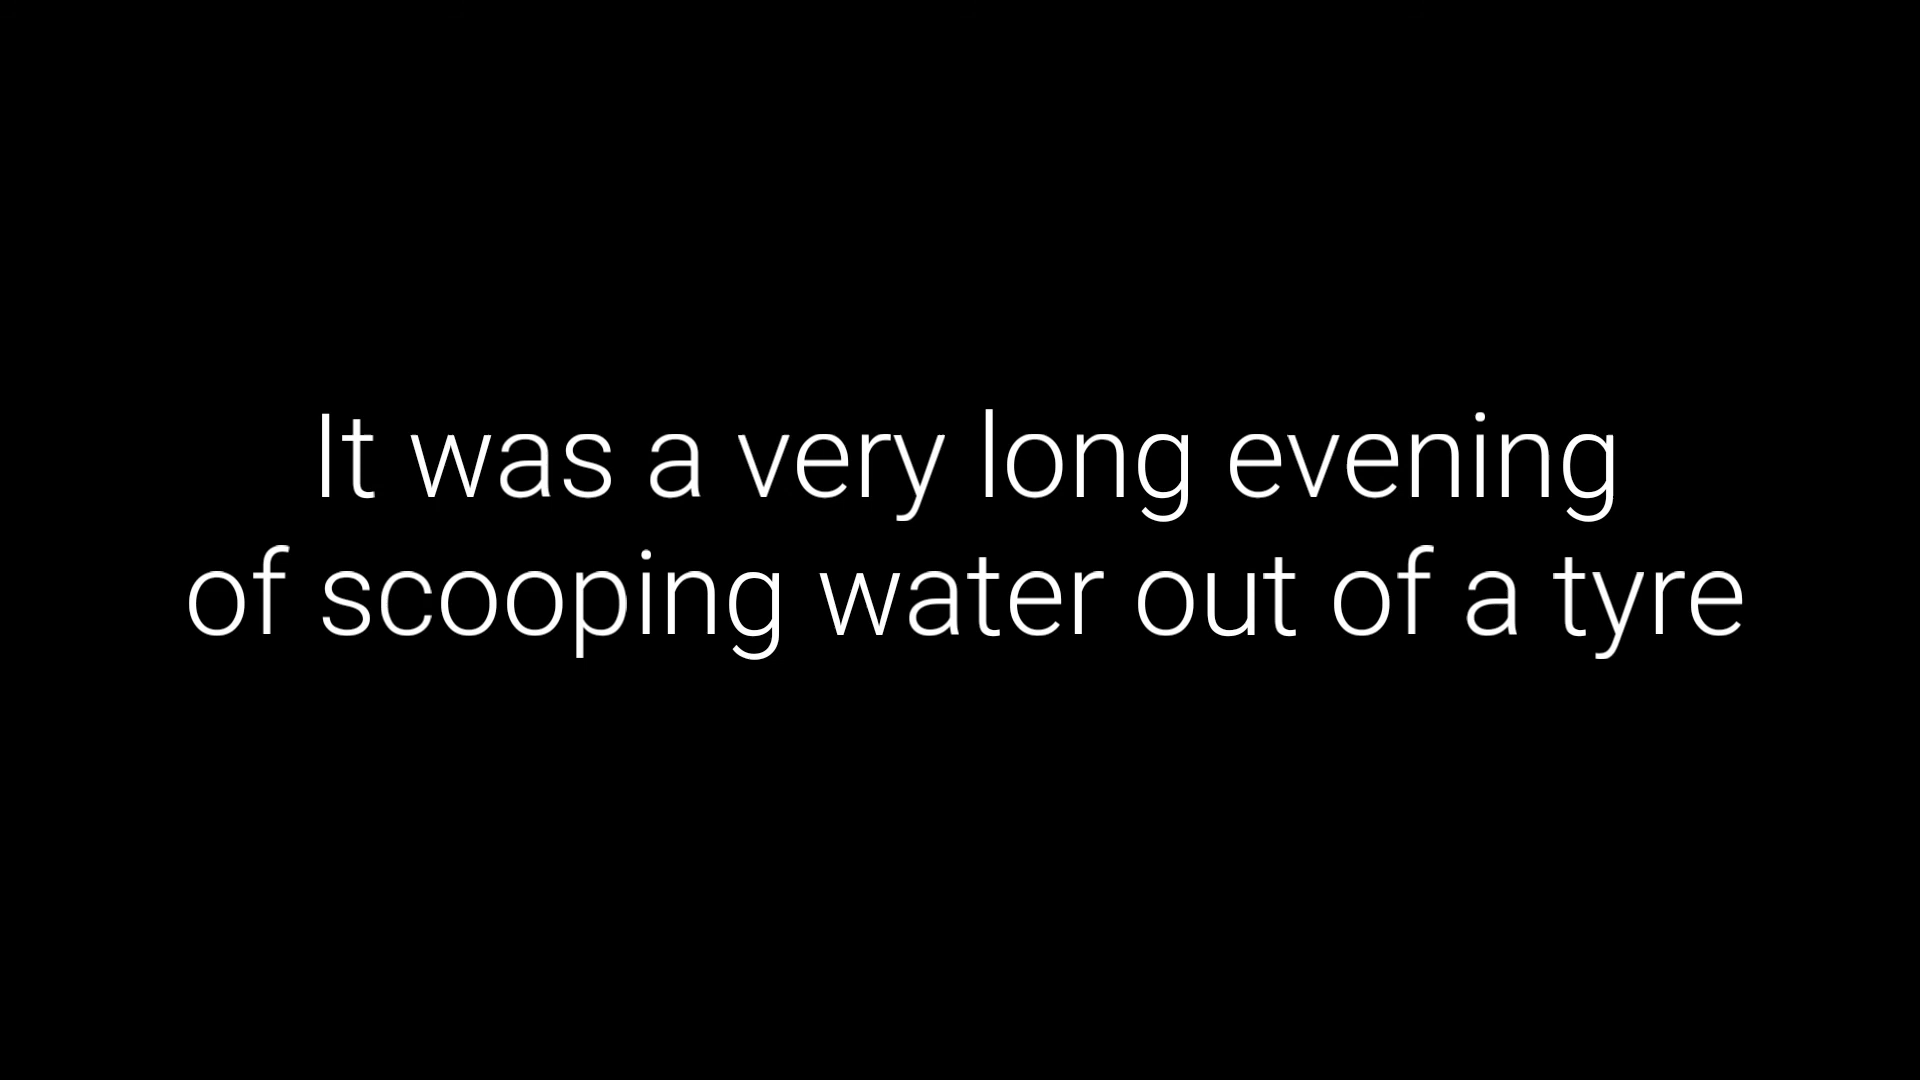 It was a very long evening
of scooping water out of a tyre